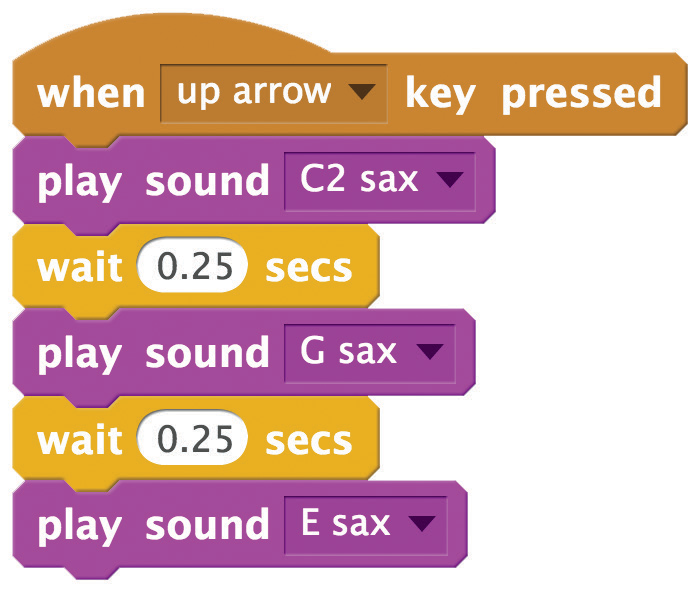 when up arrow key pressed
play sound C2 sax
wait 0.25 secs
play sound G sax
wait 0.25 secs
play sound E sax